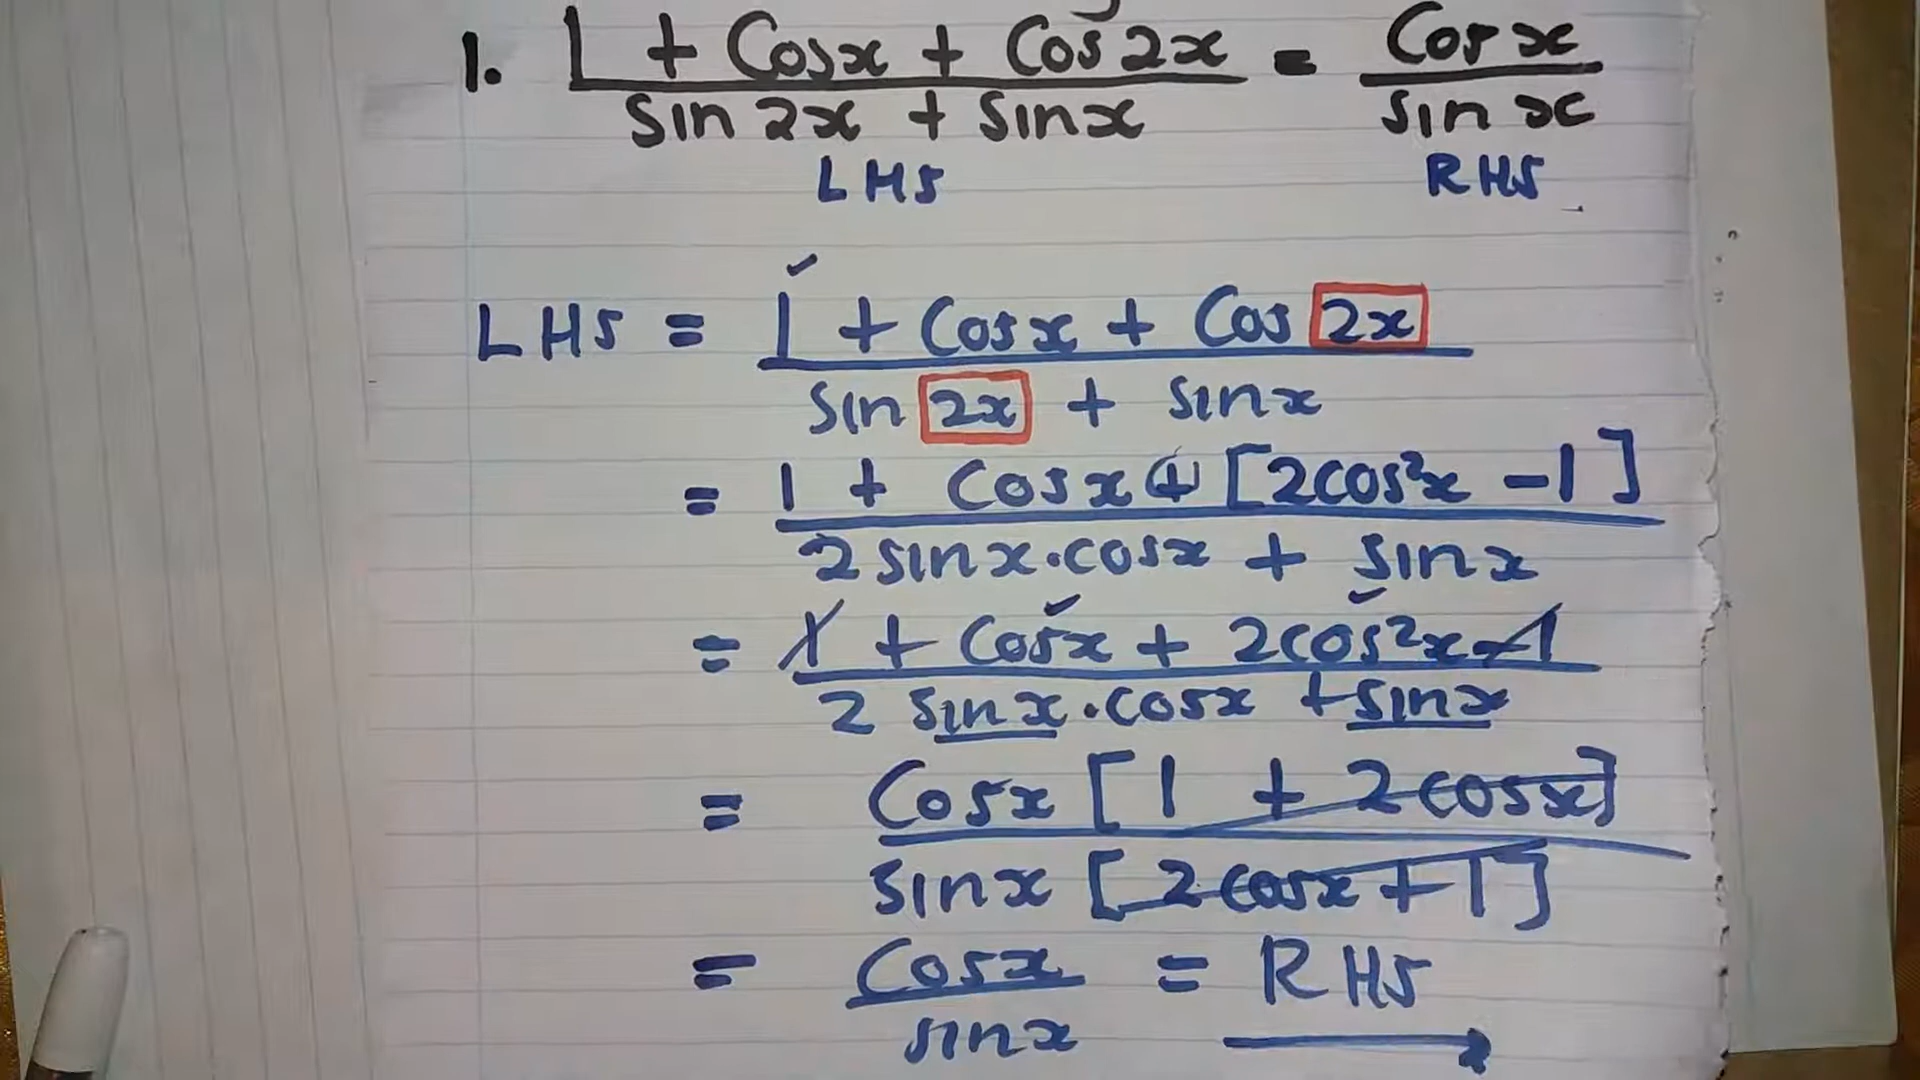 1. 1 + Cosx + Cos2x = Cosx
sin2x + sinx sinx
LHS RHS
LHS = 1 + Cosx + Cos 2x
sin 2x + sinx
= 1 + Cosx + [2cos²x - 1]
2sinx.cosx + sinx
= 1 + Cosx + 2cos²x - 1
2 sinx.cosx + sinx
= Cosx [1 + 2cosx]
sinx [2cosx + 1]
= Cosx = RHS
sinx